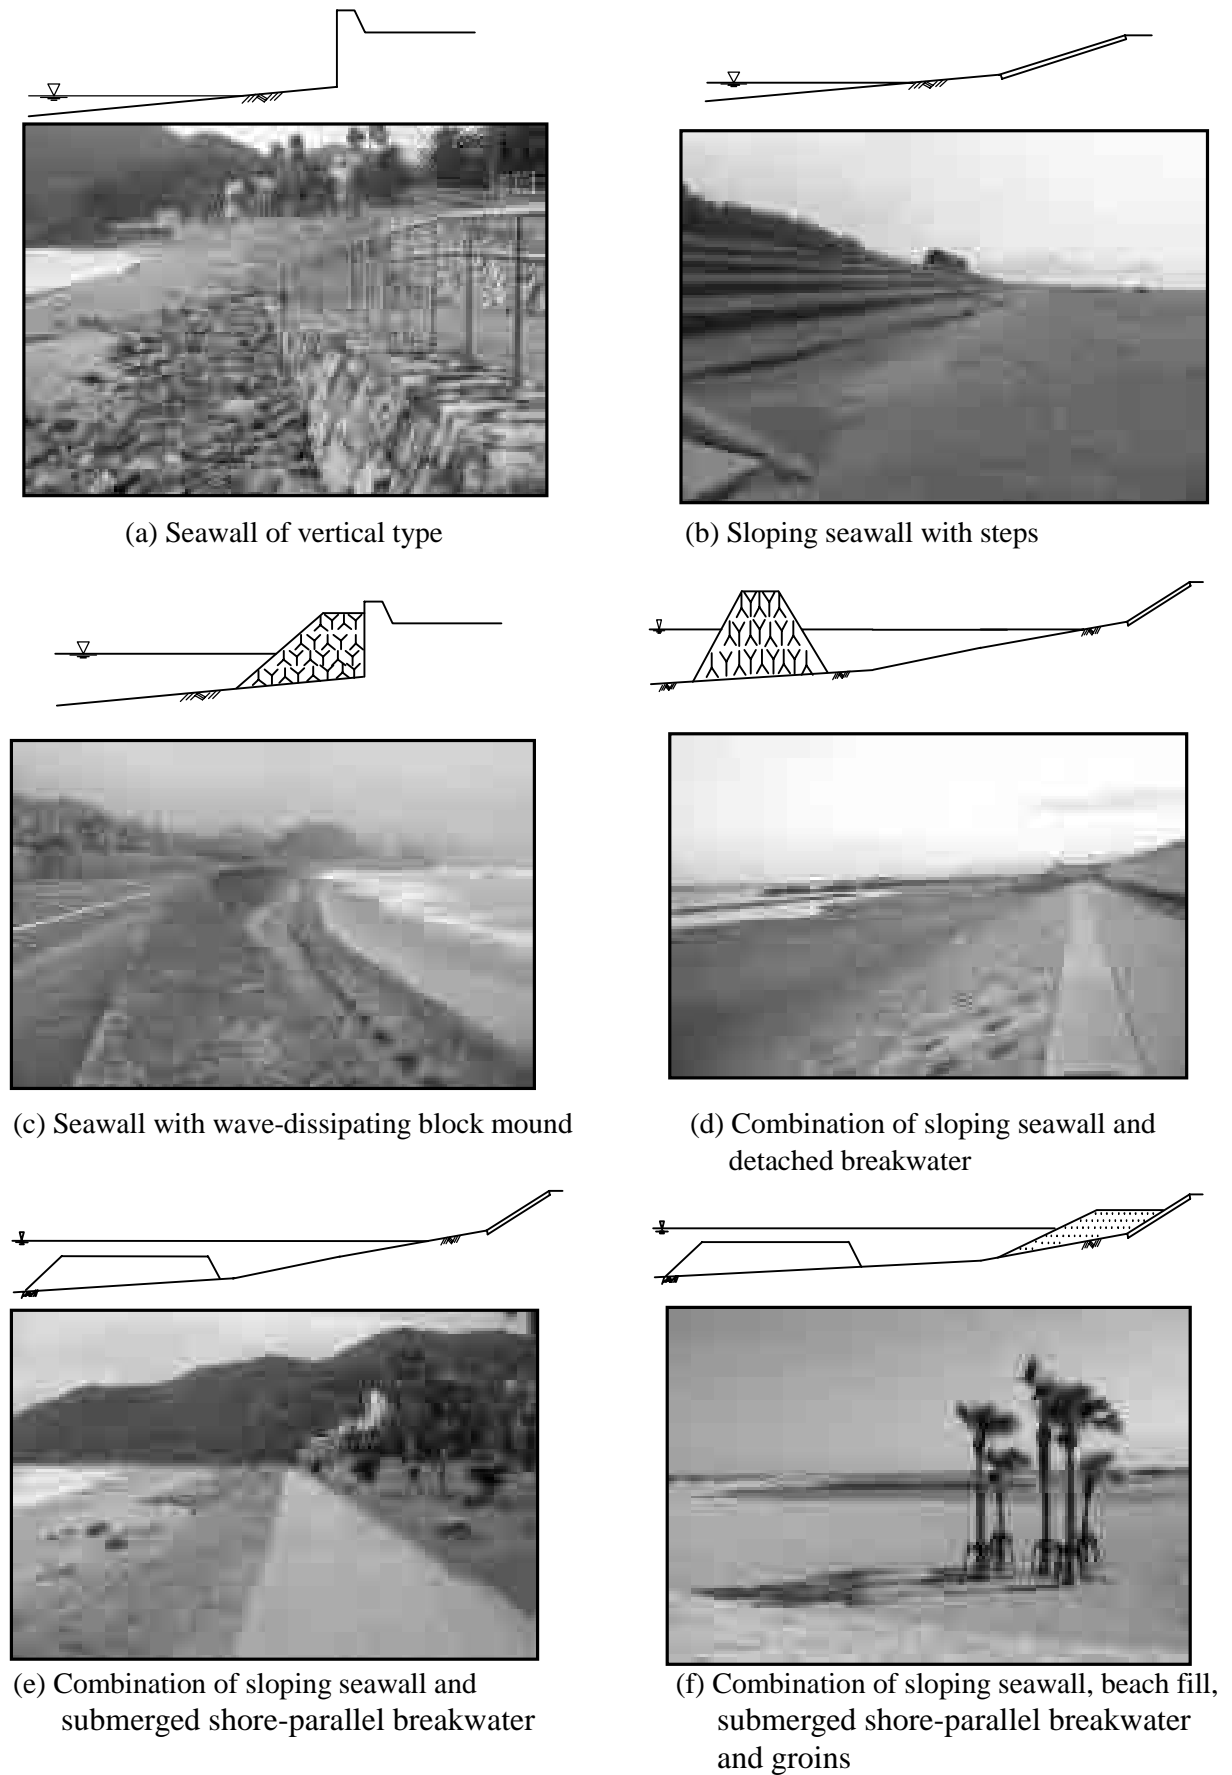 (a) Seawall of vertical type
(b) Sloping seawall with steps
(c) Seawall with wave-dissipating block mound
(d) Combination of sloping seawall and
detached breakwater
(e) Combination of sloping seawall and
submerged shore-parallel breakwater
(f) Combination of sloping seawall, beach fill,
submerged shore-parallel breakwater
and groins